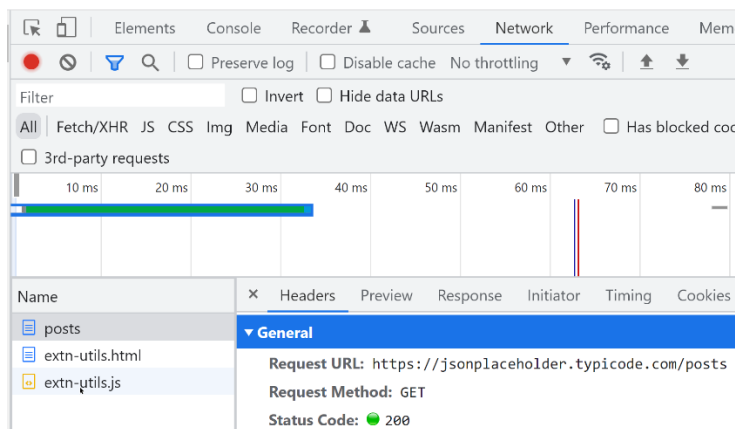 Elements Console Recorder Sources Network Performance Mem
Preserve log Disable cache No throttling
Filter Invert Hide data URLs
All Fetch/XHR JS CSS Img Media Font Doc WS Wasm Manifest Other Has blocked coo
3rd-party requests
10 ms 20 ms 30 ms 40 ms 50 ms 60 ms 70 ms 80 ms
Name Headers Preview Response Initiator Timing Cookies
posts
extn-utils.html
extn-utils.js
General
Request URL: https://jsonplaceholder.typicode.com/posts
Request Method: GET
Status Code: 200